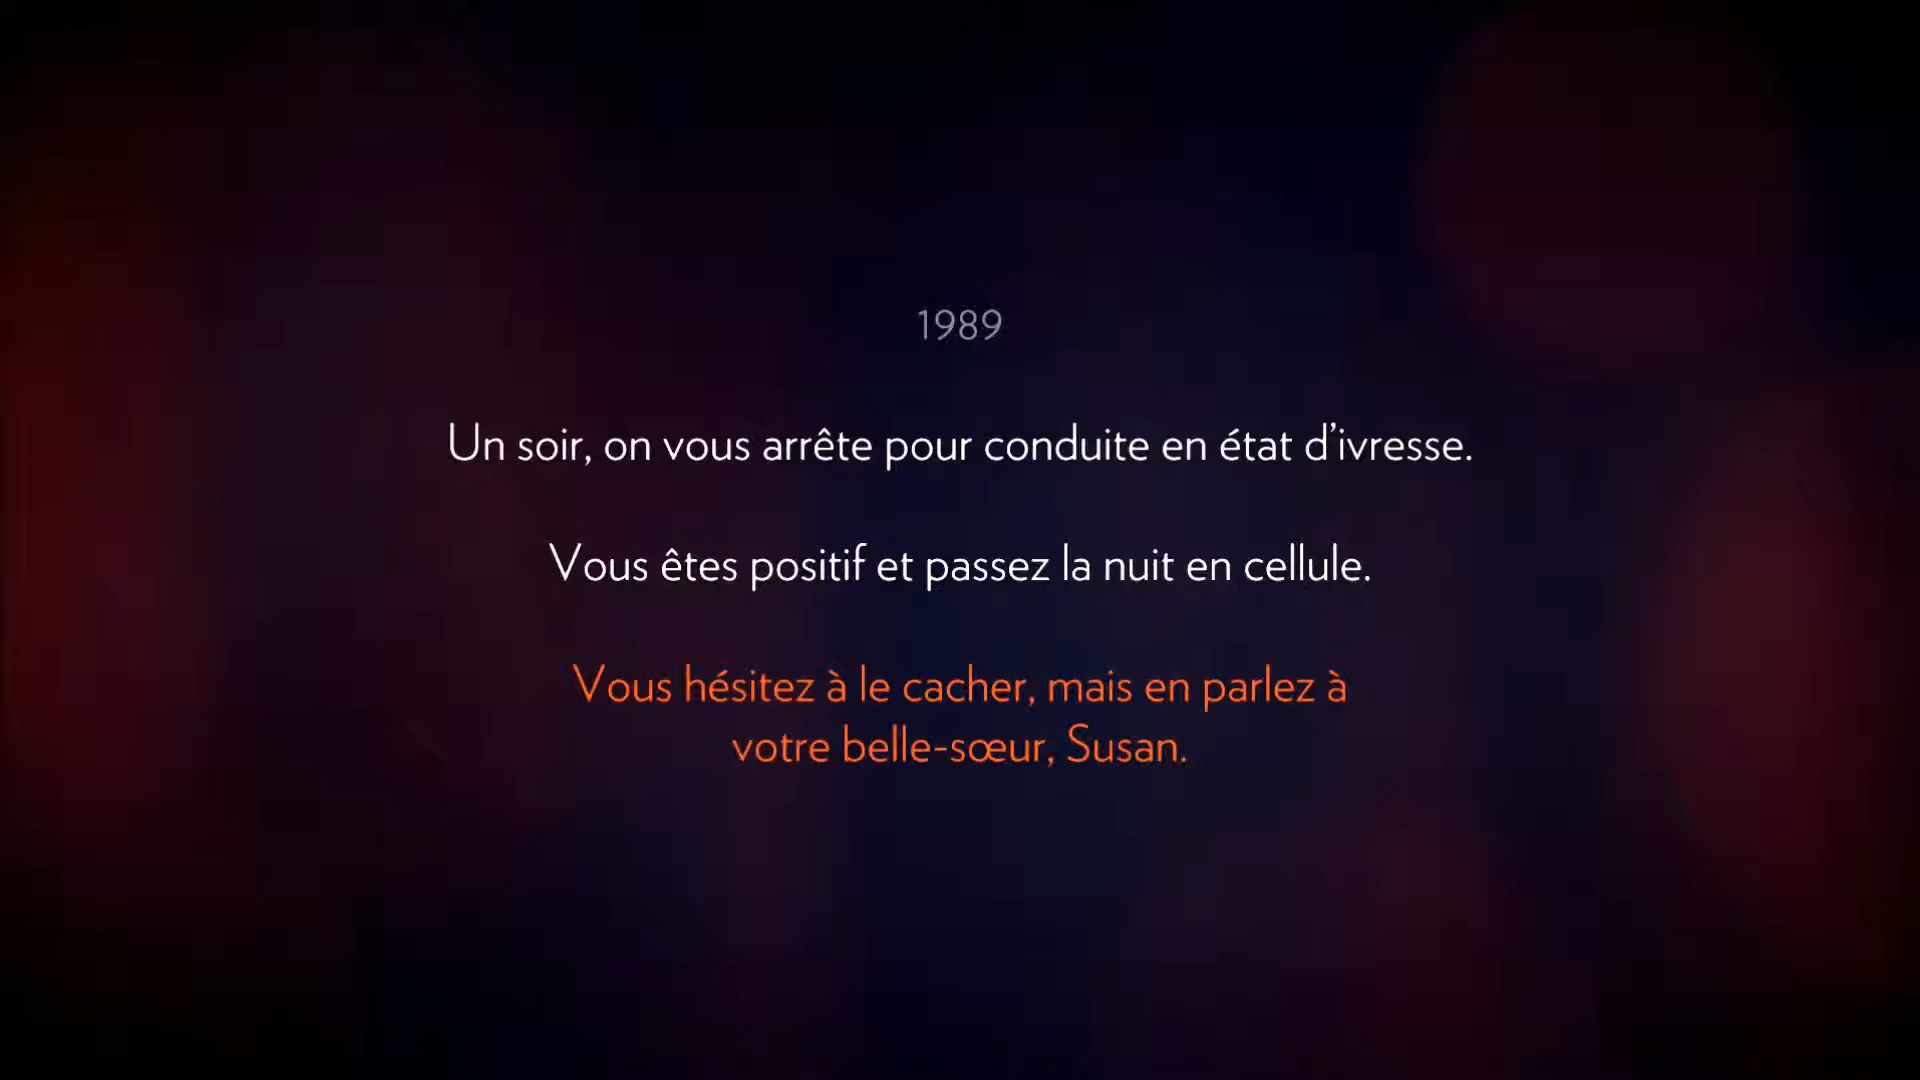 1989
Un soir, on vous arrête pour conduite en état d’ivresse.
Vous êtes positif et passez la nuit en cellule.
Vous hésitez à le cacher, mais en parlez à
votre belle-sœur, Susan.